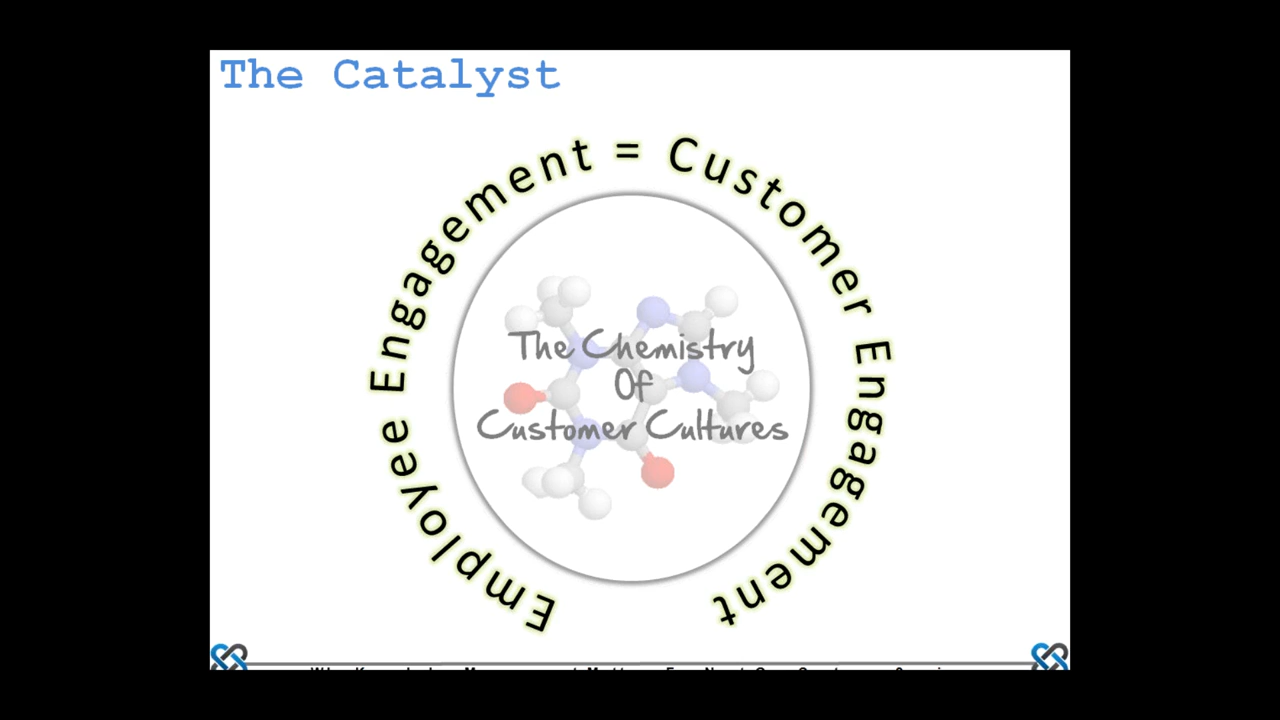 The Catalyst
Employee Engagement = Customer Engagement
The Chemistry
Of
Customer Cultures